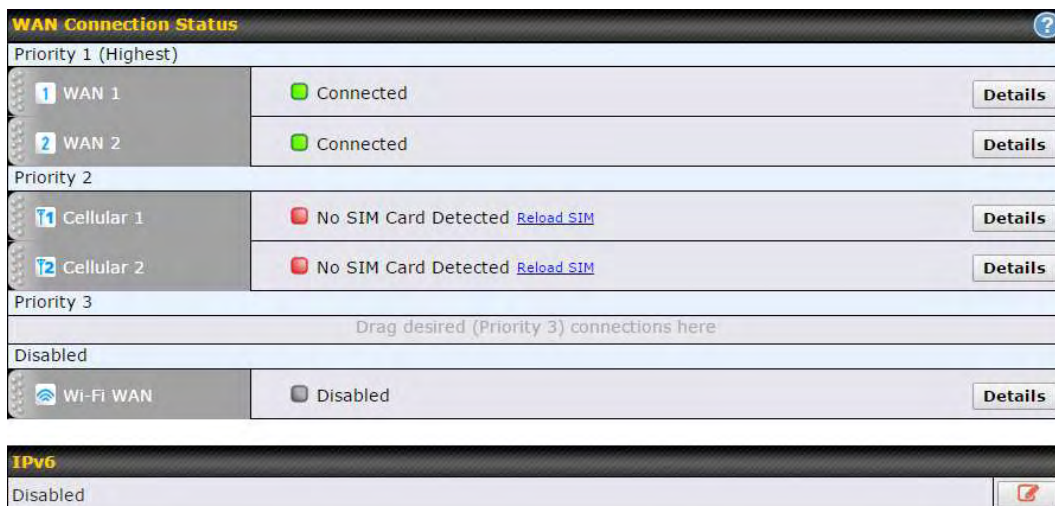 WAN Connection Status ?
Priority 1 (Highest)
1 WAN 1 Connected Details
2 WAN 2 Connected Details
Priority 2
1 Cellular 1 No SIM Card Detected Reload SIM Details
2 Cellular 2 No SIM Card Detected Reload SIM Details
Priority 3
Drag desired (Priority 3) connections here
Disabled
Wi-Fi WAN Disabled Details
IPv6
Disabled